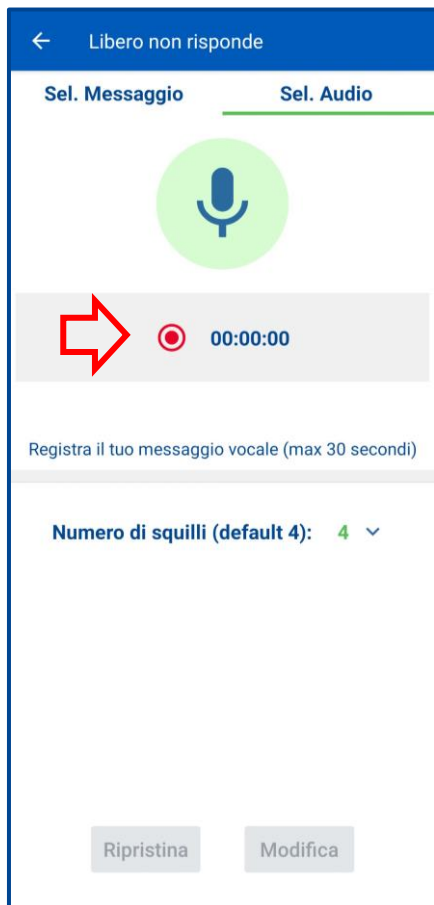 Libero non risponde
Sel. Messaggio Sel. Audio
00:00:00
Registra il tuo messaggio vocale (max 30 secondi)
Numero di squilli (default 4): 4
Ripristina Modifica